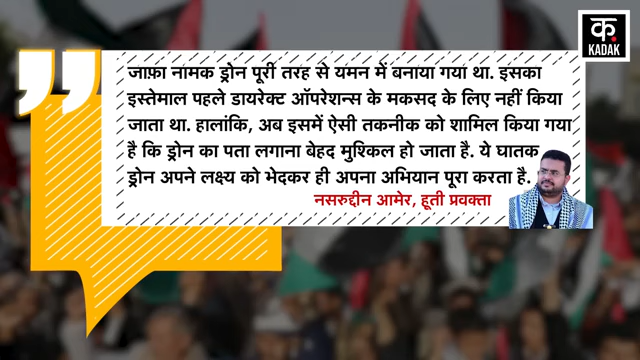 क
KADAK
जाफ़ा नामक ड्रोन पूरी तरह से यमन में बनाया गया था. इसका
इस्तेमाल पहले डायरेक्ट ऑपरेशन्स के मकसद के लिए नहीं किया
जाता था. हालांकि, अब इसमें ऐसी तकनीक को शामिल किया गया
है कि ड्रोन का पता लगाना बेहद मुश्किल हो जाता है. ये घातक
ड्रोन अपने लक्ष्य को भेदकर ही अपना अभियान पूरा करता है.
नसरुद्दीन आमेर, हूती प्रवक्ता